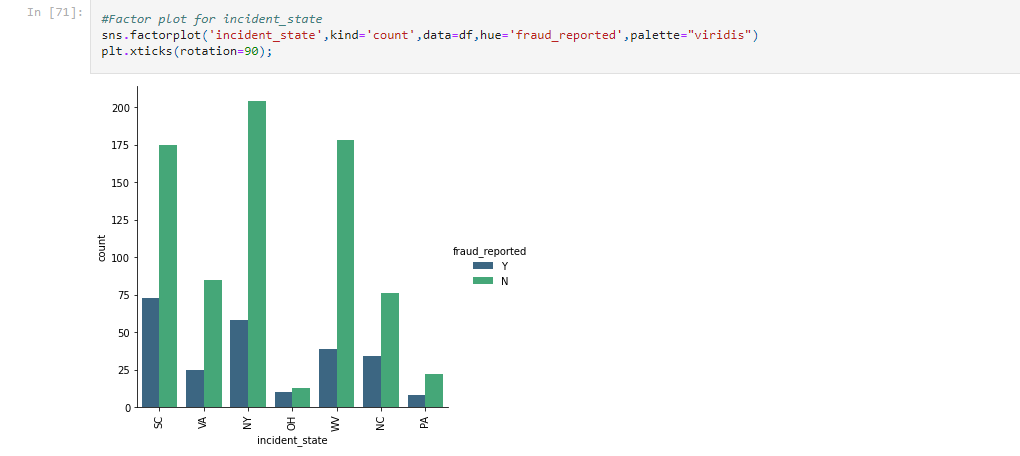 In [71]:
#Factor plot for incident_state
sns.factorplot('incident_state',kind='count',data=df,hue='fraud_reported',palette="viridis")
plt.xticks(rotation=90);
200
175
150
125
100
75
50
25
0
count
SC
VA
NY
OH
WV
NC
PA
incident_state
fraud_reported
Y
N